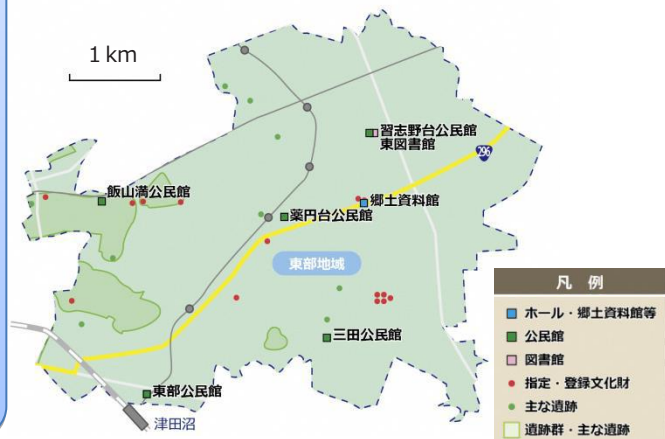 1km
習志野台公民館
東図書館
296
飯山満公民館
郷土資料館
薬円台公民館
東部地域
三田公民館
東部公民館
津田沼
凡 例
ホール・郷土資料館等
公民館
図書館
指定・登録文化財
主な遺跡
遺跡群・主な遺跡